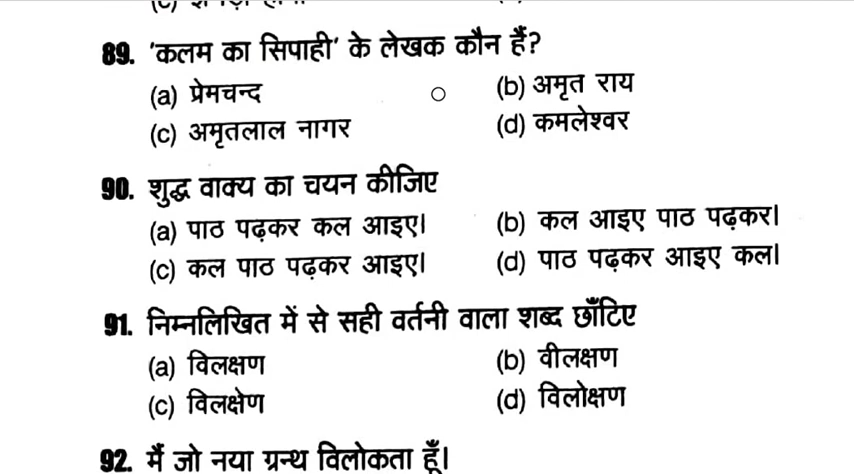 89. 'कलम का सिपाही' के लेखक कौन हैं?
(a) प्रेमचन्द (b) अमृत राय
(c) अमृतलाल नागर (d) कमलेश्वर
90. शुद्ध वाक्य का चयन कीजिए
(a) पाठ पढ़कर कल आइए। (b) कल आइए पाठ पढ़कर।
(c) कल पाठ पढ़कर आइए। (d) पाठ पढ़कर आइए कल।
91. निम्नलिखित में से सही वर्तनी वाला शब्द छाँटिए
(a) विलक्षण (b) वीलक्षण
(c) विलक्षेण (d) विलोक्षण
92. मैं जो नया ग्रन्थ विलोकता हूँ।